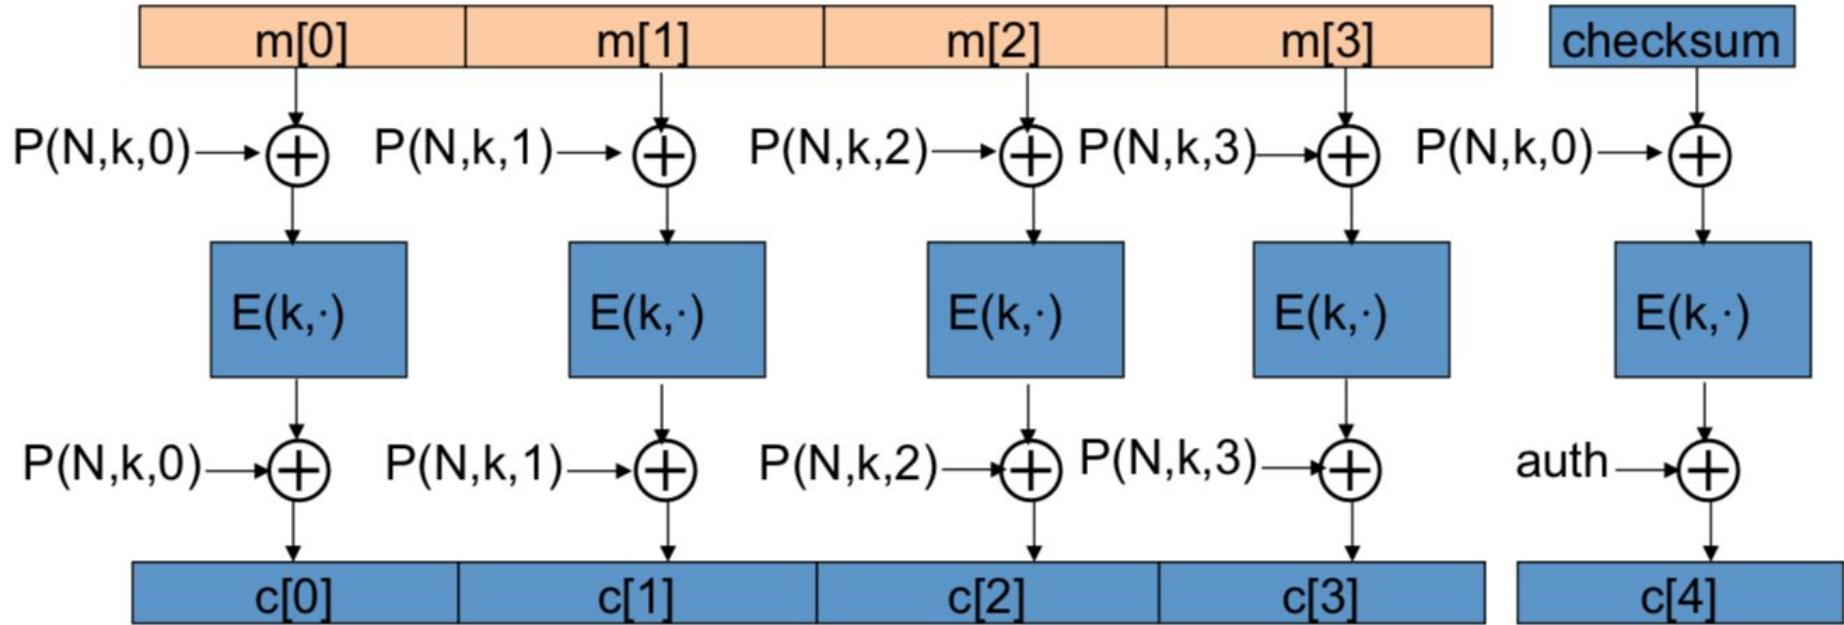 m[0] m[1] m[2] m[3] checksum
P(N,k,0) P(N,k,1) P(N,k,2) P(N,k,3) P(N,k,0)
E(k,·) E(k,·) E(k,·) E(k,·) E(k,·)
P(N,k,0) P(N,k,1) P(N,k,2) P(N,k,3) auth
c[0] c[1] c[2] c[3] c[4]